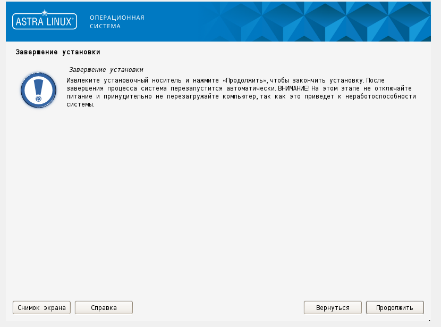 ASTRA LINUX®
ОПЕРАЦИОННАЯ
СИСТЕМА
Завершение установки
Завершение установки
Извлеките установочный носитель и нажмите «Продолжить», чтобы закончить установку. После
завершения процесса система перезапустится автоматически. ВНИМАНИЕ! На этом этапе не отключайте
питание и принудительно не перезагружайте компьютер, так как это приведет к неработоспособности
системы.
Снимок экрана
Справка
Вернуться
Продолжить